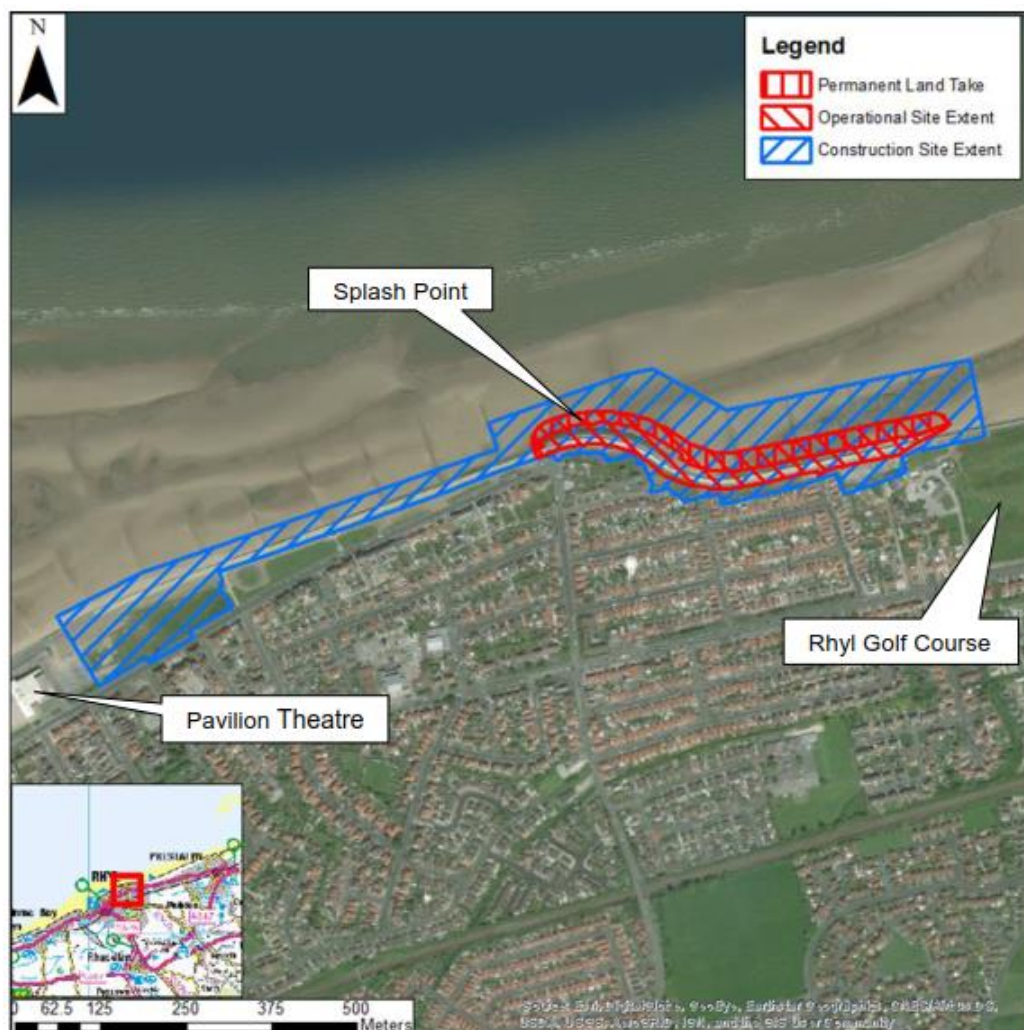 N
Legend
Permanent Land Take
Operational Site Extent
Construction Site Extent
Splash Point
Rhyl Golf Course
Pavilion Theatre
RHY
0 62.5 125 250 375 500
Meters